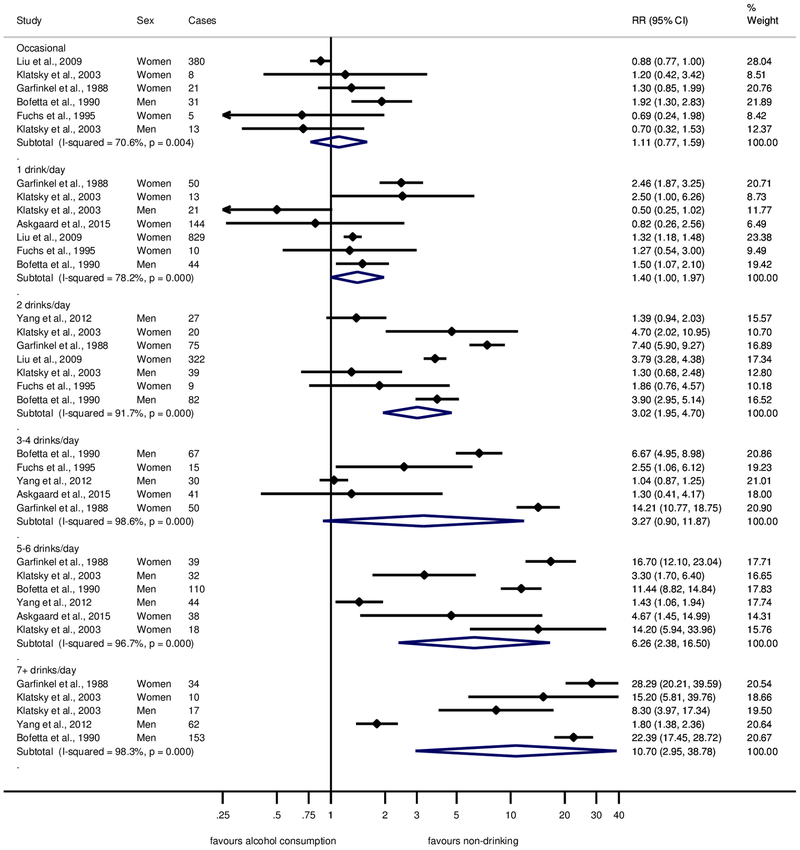 %
Study Sex Cases RR (95% CI) Weight
Occasional
Liu et al., 2009 Women 380 0.88 (0.77, 1.00) 28.04
Klatsky et al., 2003 Women 8 1.20 (0.42, 3.42) 8.51
Garfinkel et al., 1988 Women 21 1.30 (0.85, 1.99) 20.76
Bofetta et al., 1990 Men 31 1.92 (1.30, 2.83) 21.89
Fuchs et al., 1995 Women 5 0.69 (0.24, 1.98) 8.42
Klatsky et al., 2003 Men 13 0.70 (0.32, 1.53) 12.37
Subtotal (I-squared = 70.6%, p = 0.004) 1.11 (0.77, 1.59) 100.00
.
1 drink/day
Garfinkel et al., 1988 Women 50 2.46 (1.87, 3.25) 20.71
Klatsky et al., 2003 Women 13 2.50 (1.00, 6.26) 8.73
Klatsky et al., 2003 Men 21 0.50 (0.25, 1.02) 11.77
Askgaard et al., 2015 Women 144 0.82 (0.26, 2.56) 6.49
Liu et al., 2009 Women 829 1.32 (1.18, 1.48) 23.38
Fuchs et al., 1995 Women 10 1.27 (0.54, 3.00) 9.49
Bofetta et al., 1990 Men 44 1.50 (1.07, 2.10) 19.42
Subtotal (I-squared = 78.2%, p = 0.000) 1.40 (1.00, 1.97) 100.00
.
2 drinks/day
Yang et al., 2012 Men 27 1.39 (0.94, 2.03) 15.57
Klatsky et al., 2003 Women 20 4.70 (2.02, 10.95) 10.70
Garfinkel et al., 1988 Women 75 7.40 (5.90, 9.27) 16.89
Liu et al., 2009 Women 322 3.79 (3.28, 4.38) 17.34
Klatsky et al., 2003 Men 39 1.30 (0.68, 2.48) 12.80
Fuchs et al., 1995 Women 9 1.86 (0.76, 4.57) 10.18
Bofetta et al., 1990 Men 82 3.90 (2.95, 5.14) 16.52
Subtotal (I-squared = 91.7%, p = 0.000) 3.02 (1.95, 4.70) 100.00
.
3-4 drinks/day
Bofetta et al., 1990 Men 67 6.67 (4.95, 8.98) 20.86
Fuchs et al., 1995 Women 15 2.55 (1.06, 6.12) 19.23
Yang et al., 2012 Men 30 1.04 (0.87, 1.25) 21.01
Askgaard et al., 2015 Women 41 1.30 (0.41, 4.17) 18.00
Garfinkel et al., 1988 Women 50 14.21 (10.77, 18.75) 20.90
Subtotal (I-squared = 98.6%, p = 0.000) 3.27 (0.90, 11.87) 100.00
.
5-6 drinks/day
Garfinkel et al., 1988 Women 39 16.70 (12.10, 23.04) 17.71
Klatsky et al., 2003 Men 32 3.30 (1.70, 6.40) 16.65
Bofetta et al., 1990 Men 110 11.44 (8.82, 14.84) 17.83
Yang et al., 2012 Men 44 1.43 (1.06, 1.94) 17.74
Askgaard et al., 2015 Women 38 4.67 (1.45, 14.99) 14.31
Klatsky et al., 2003 Women 18 14.20 (5.94, 33.96) 15.76
Subtotal (I-squared = 96.7%, p = 0.000) 6.26 (2.38, 16.50) 100.00
.
7+ drinks/day
Garfinkel et al., 1988 Women 34 28.29 (20.21, 39.59) 20.54
Klatsky et al., 2003 Women 10 15.20 (5.81, 39.76) 18.66
Klatsky et al., 2003 Men 17 8.30 (3.97, 17.34) 19.50
Yang et al., 2012 Men 62 1.80 (1.38, 2.36) 20.64
Bofetta et al., 1990 Men 153 22.39 (17.45, 28.72) 20.67
Subtotal (I-squared = 98.3%, p = 0.000) 10.70 (2.95, 38.78) 100.00
.
.25 .5 .75 1 2 3 5 10 20 30 40
favours alcohol consumption favours non-drinking